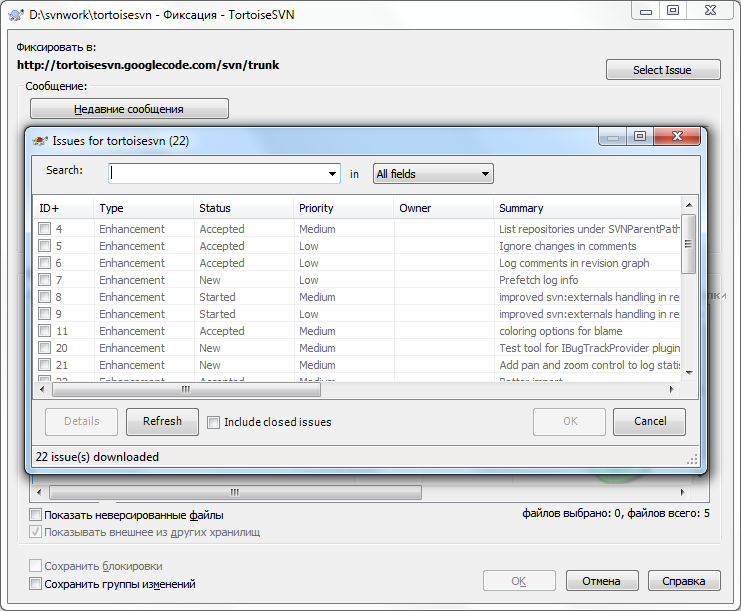 D:\svnwork\tortoisesvn - Фиксация - TortoiseSVN
Фиксировать в:
http://tortoisesvn.googlecode.com/svn/trunk
Select Issue
Сообщение:
Недавние сообщения
Issues for tortoisesvn (22)
Search: in All fields
ID+ Type Status Priority Owner Summary
4 Enhancement Accepted Medium List repositories under SVNParentPath
5 Enhancement Accepted Low Ignore changes in comments
6 Enhancement Accepted Low Log comments in revision graph
7 Enhancement New Low Prefetch log info
8 Enhancement Started Medium improved svn:externals handling in re
9 Enhancement Started Low improved svn:externals handling in re
11 Enhancement Accepted Medium coloring options for blame
20 Enhancement New Medium Test tool for IBugTrackProvider plugin
21 Enhancement New Medium Add pan and zoom control to log statis
Details Refresh Include closed issues OK Cancel
22 issue(s) downloaded
Показать неверсированные файлы
файлов выбрано: 0, файлов всего: 5
Показывать внешнее из других хранилищ
Сохранить блокировки
Сохранить группы изменений
OK Отмена Справка